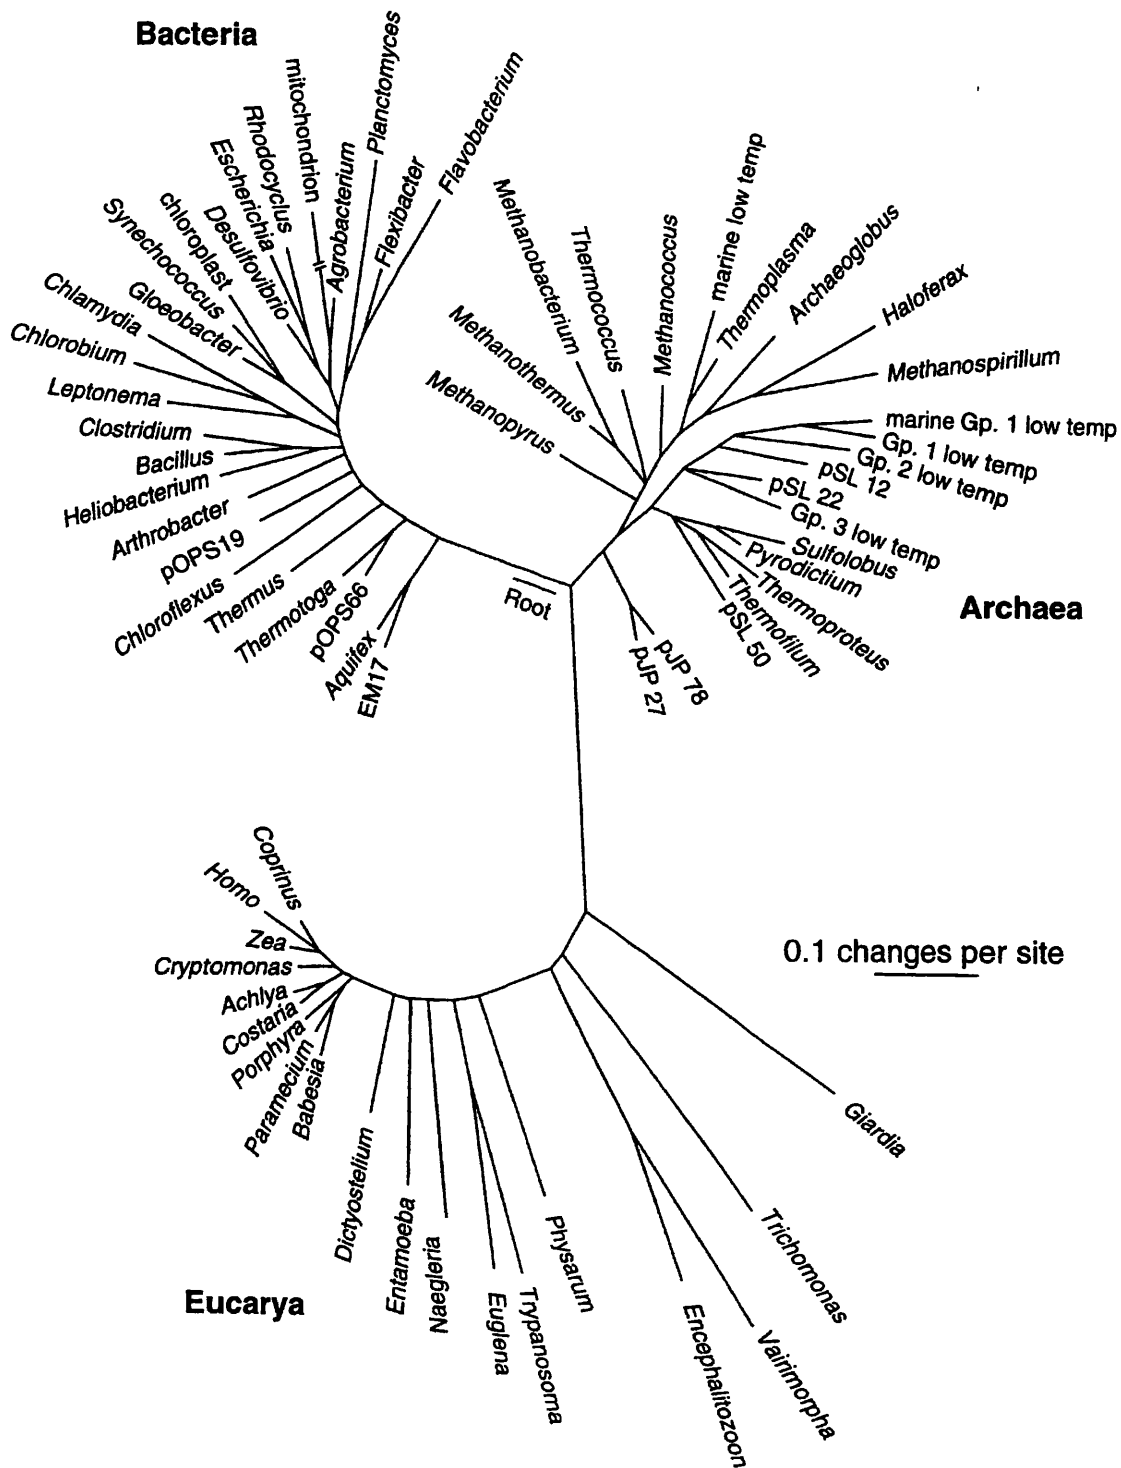 Bacteria
mitochondrion
Planctomyces
Rhodocyclus
Flavobacterium
Escherichia
Agrobacterium
Flexibacter
chloroplast
Desulfovibrio
Synechococcus
Gloeobacter
Chlamydia
Chlorobium
Leptonema
Clostridium
Bacillus
Heliobacterium
Arthrobacter
pOPS19
Chloroflexus
Thermus
Thermotoga
pOPS66
Aquifex
EM17
Root
Methanopyrus
Methanothermus
Methanobacterium
Thermococcus
Methanococcus
marine low temp
Thermoplasma
Archaeoglobus
Haloferax
Methanospirillum
marine Gp. 1 low temp
Gp. 1 low temp
Gp. 2 low temp
pSL 12
pSL 22
Gp. 3 low temp
Sulfolobus
Pyrodictium
Thermoproteus
Thermofilum
pSL 50
pJP 78
pJP 27
Archaea
Coprinus
Homo
Zea
Cryptomonas
Achlya
Costaria
Porphyra
Paramecium
Babesia
Dictyostelium
Entamoeba
Naegleria
Euglena
Trypanosoma
Physarum
Encephalitozoon
Vairimorpha
Trichomonas
Giardia
0.1 changes per site
Eucarya